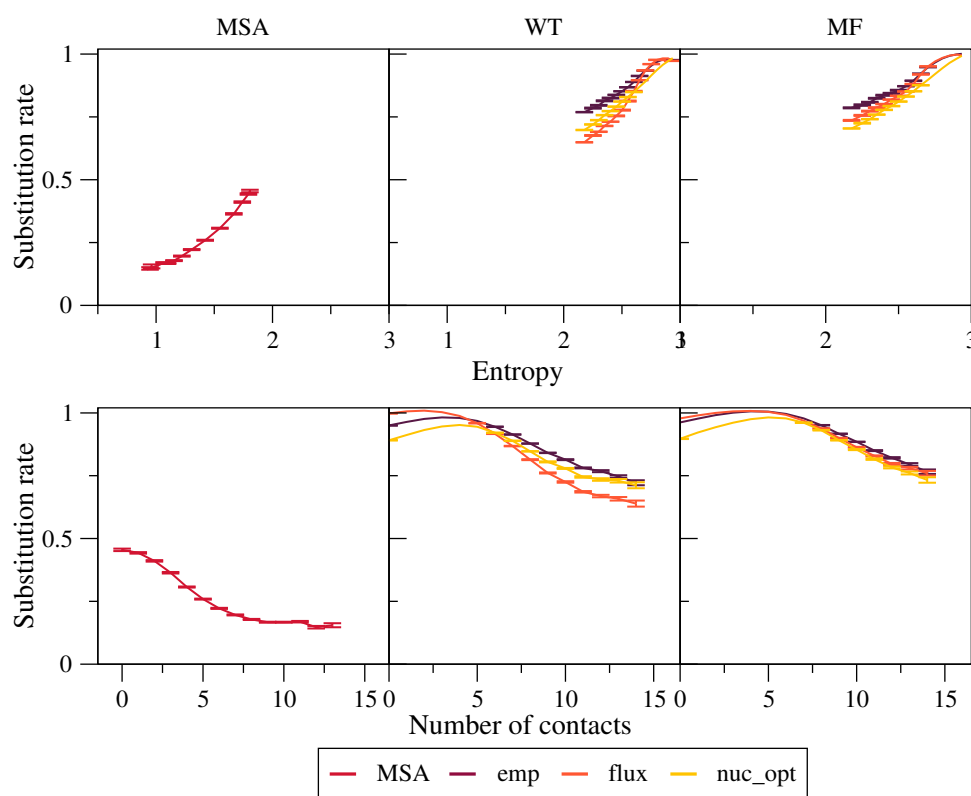 MSA WT MF
Substitution rate
1
0.5
0
1 2 3 1 2 3 1 2 3
Entropy
Substitution rate
1
0.5
0
0 5 10 15 0 5 10 15 0 5 10 15
Number of contacts
MSA emp flux nuc_opt